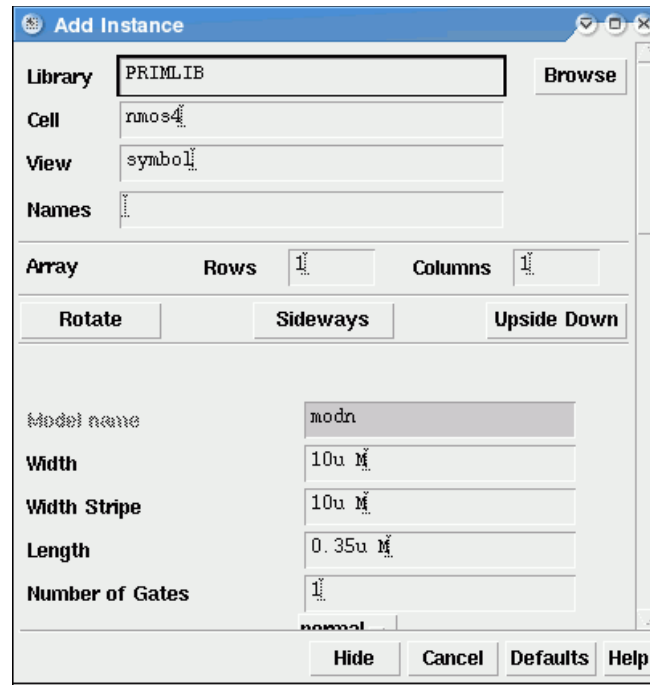 Add Instance
Library PRIMLIB Browse
Cell nmos4
View symbol
Names
Array Rows 1 Columns 1
Rotate Sideways Upside Down
Model name modn
Width 10u M
Width Stripe 10u M
Length 0.35u M
Number of Gates 1
normal
Hide Cancel Defaults Help